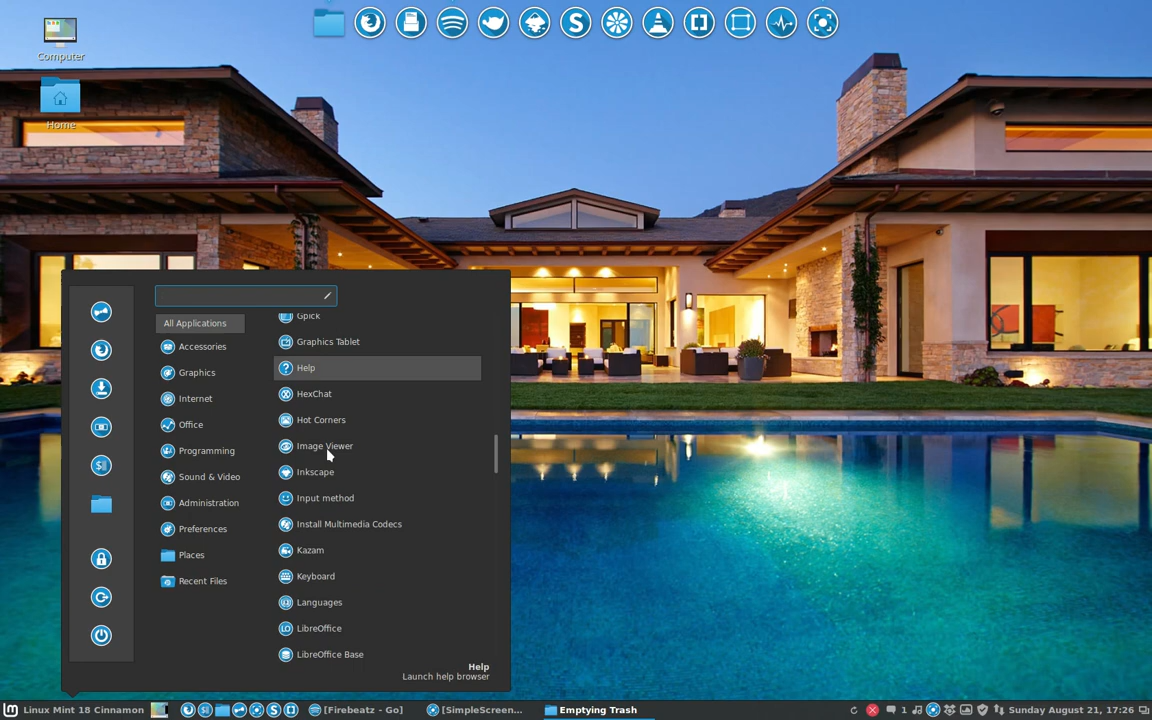 Computer
Home
All Applications
Accessories
Graphics
Internet
Office
Programming
Sound & Video
Administration
Preferences
Places
Recent Files
Gpick
Graphics Tablet
Help
HexChat
Hot Corners
Image Viewer
Inkscape
Input method
Install Multimedia Codecs
Kazam
Keyboard
Languages
LibreOffice
LibreOffice Base
Help
Launch help browser
Linux Mint 18 Cinnamon
[Firebeatz - Go]
[SimpleScreen...
Emptying Trash
1
Sunday August 21, 17:26